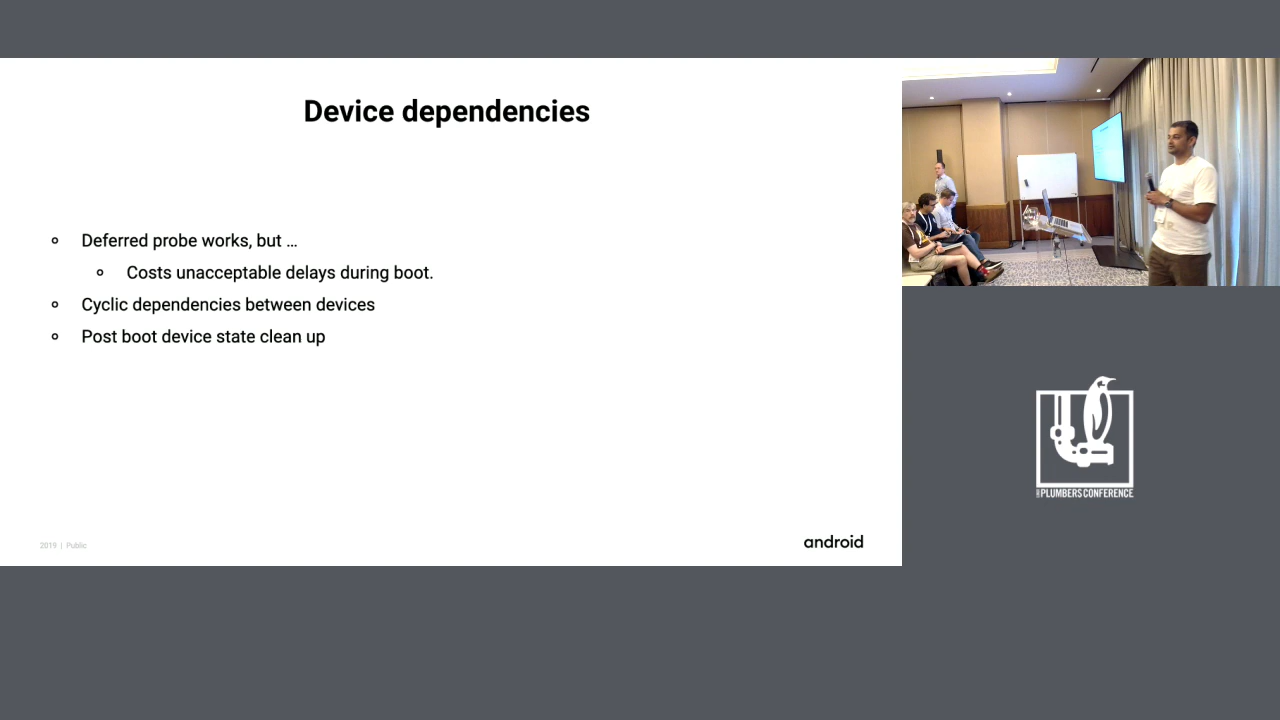 Device dependencies
Deferred probe works, but ...
Costs unacceptable delays during boot.
Cyclic dependencies between devices
Post boot device state clean up
2019 | Public
android
PLUMBERS CONFERENCE